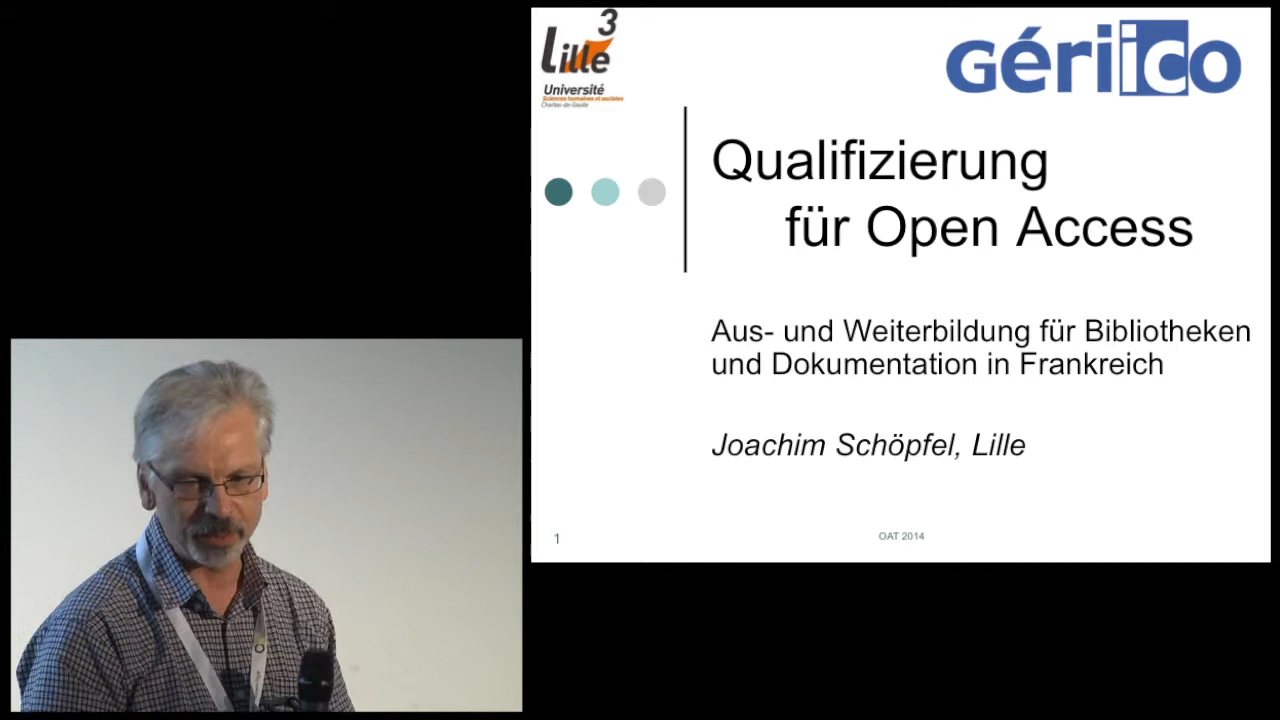 Lille 3
Université
Sciences humaines et sociales
Charles-de-Gaulle
GériiCO
Qualifizierung
für Open Access
Aus- und Weiterbildung für Bibliotheken
und Dokumentation in Frankreich
Joachim Schöpfel, Lille
1
OAT 2014